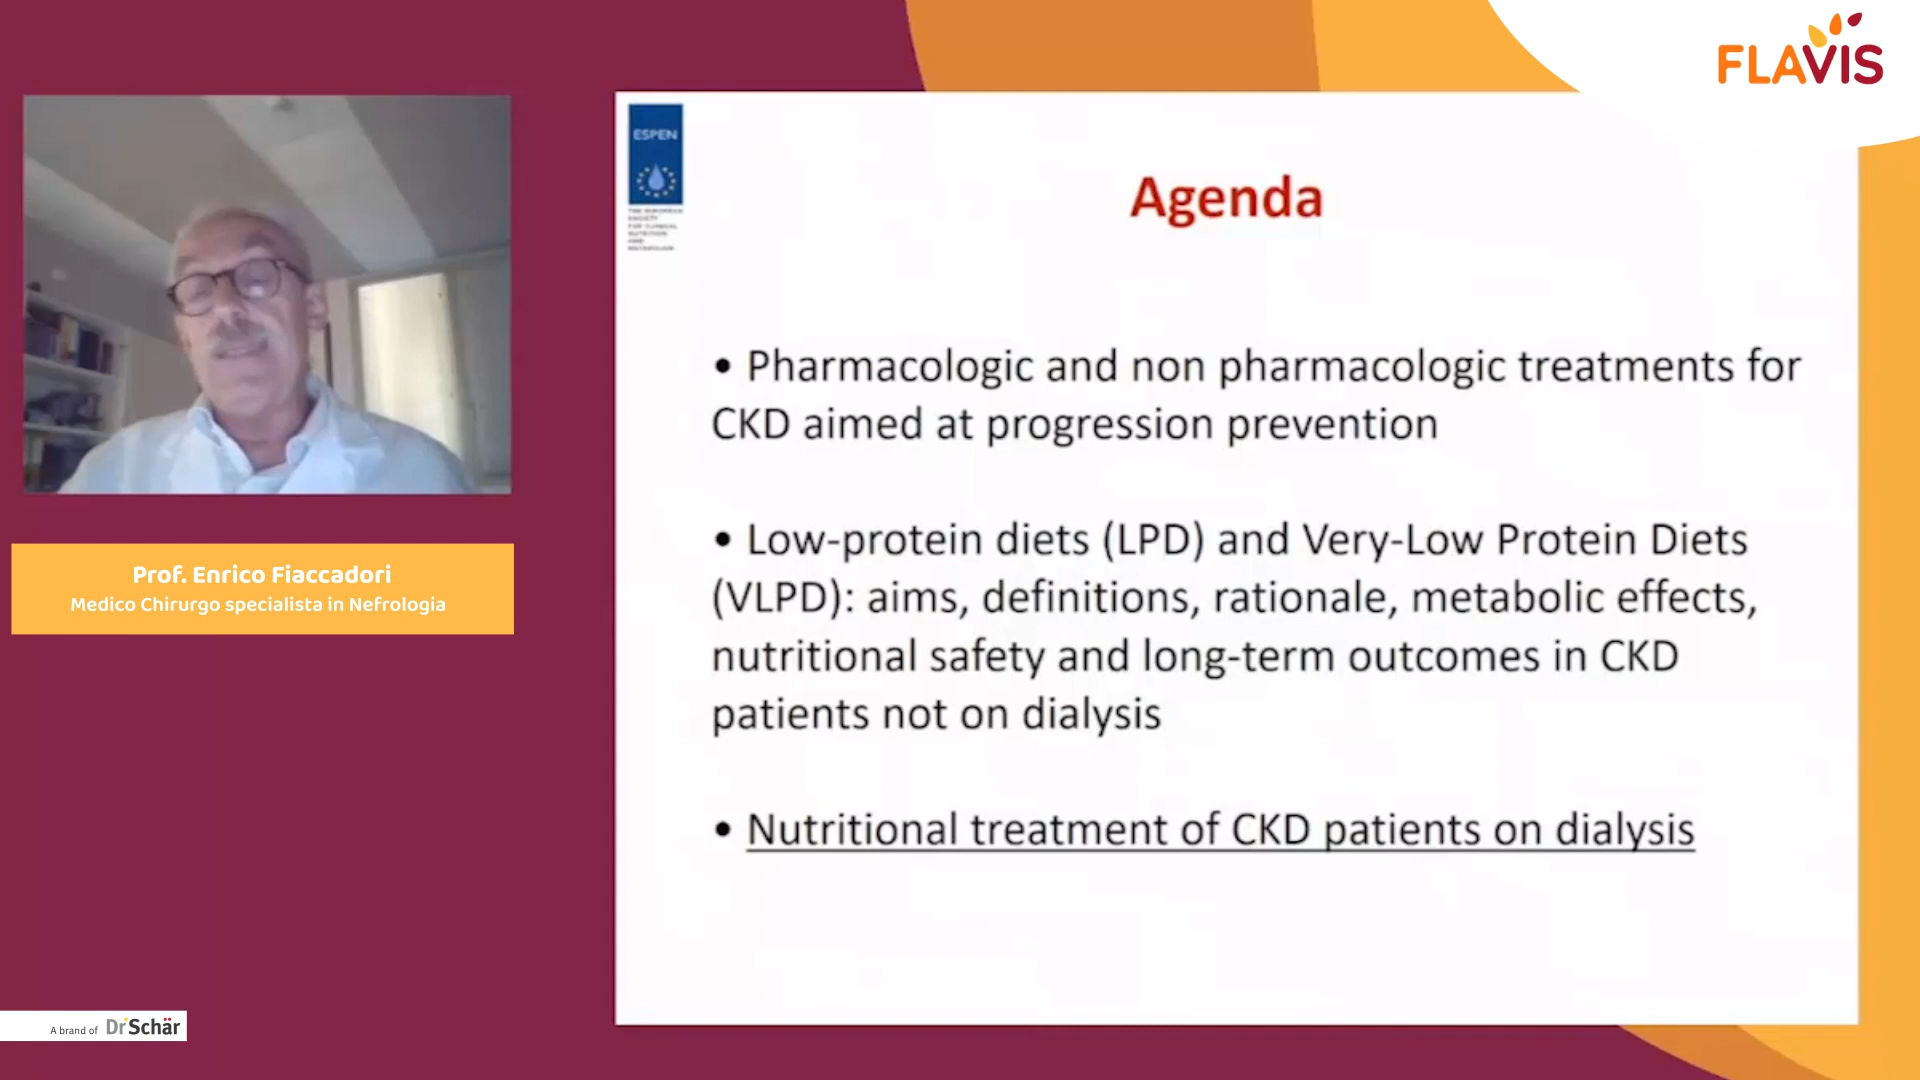 FLAVIS
ESPEN
Agenda
• Pharmacologic and non pharmacologic treatments for
CKD aimed at progression prevention
• Low-protein diets (LPD) and Very-Low Protein Diets
(VLPD): aims, definitions, rationale, metabolic effects,
nutritional safety and long-term outcomes in CKD
patients not on dialysis
• Nutritional treatment of CKD patients on dialysis
Prof. Enrico Fiaccadori
Medico Chirurgo specialista in Nefrologia
A brand of Dr Schär